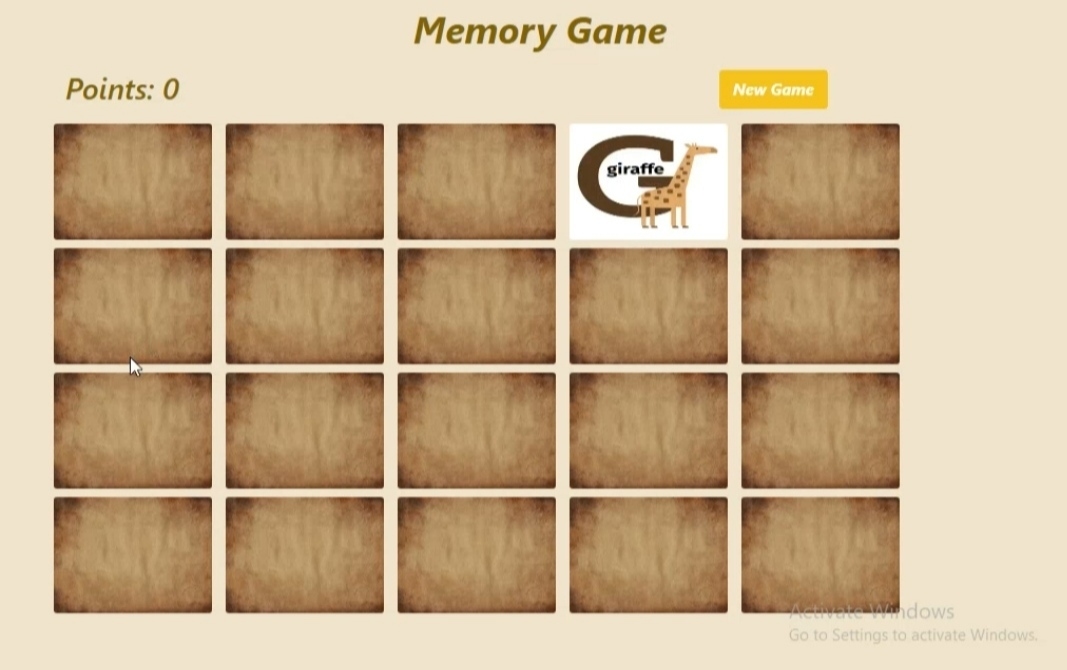 Memory Game
Points: 0
New Game
G
giraffe
Activate Windows
Go to Settings to activate Windows.